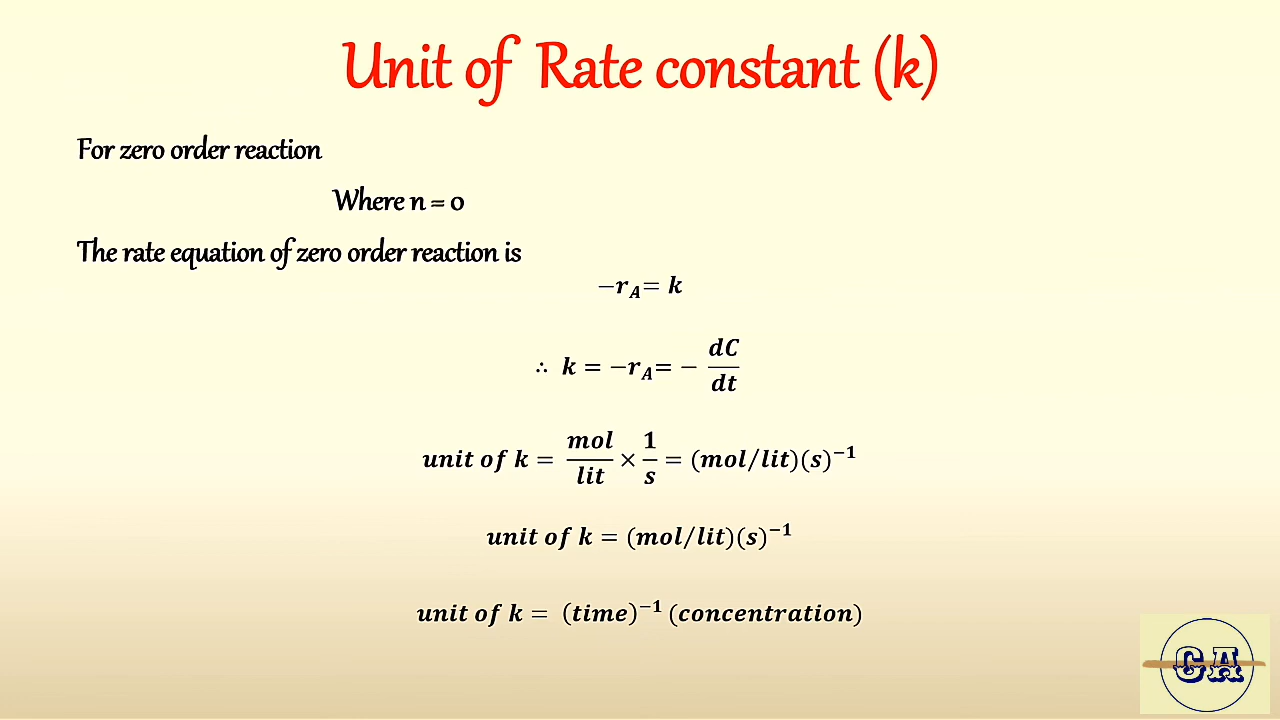 Unit of Rate constant (k)
For zero order reaction
Where n = 0
The rate equation of zero order reaction is
−r_A= k
∴ k = −r_A= − dC/dt
unit of k = mol/lit × 1/s = (mol/lit)(s)⁻¹
unit of k = (mol/lit)(s)⁻¹
unit of k = (time)⁻¹ (concentration)
CA